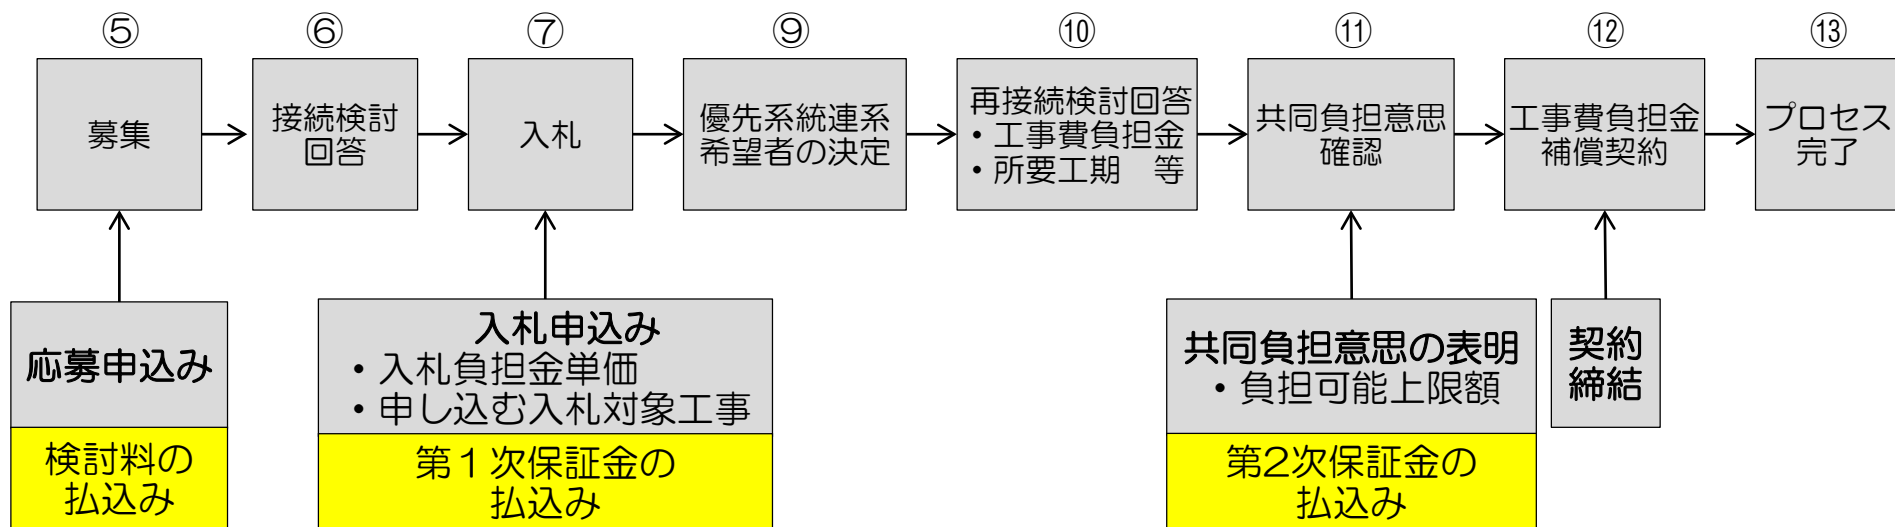 ⑤
募集
⑥
接続検討
回答
⑦
入札
⑨
優先系統連系
希望者の決定
⑩
再接続検討回答
・工事費負担金
・所要工期　等
⑪
共同負担意思
確認
⑫
工事費負担金
補償契約
⑬
プロセス
完了
応募申込み
検討料の
払込み
入札申込み
・入札負担金単価
・申し込む入札対象工事
第１次保証金の
払込み
共同負担意思の表明
・負担可能上限額
第2次保証金の
払込み
契約
締結